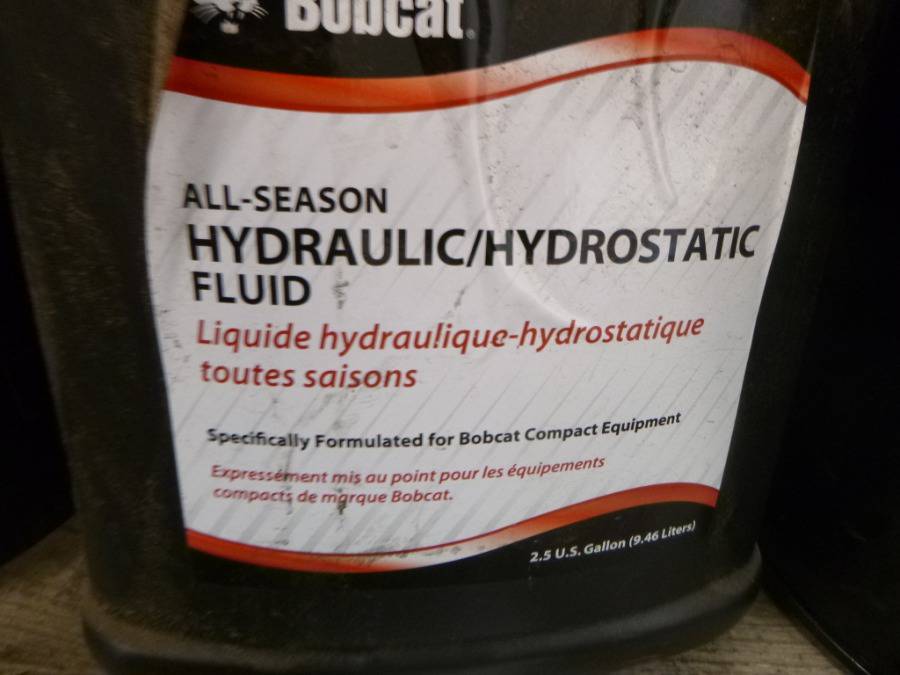 Bobcat.
ALL-SEASON
HYDRAULIC/HYDROSTATIC
FLUID
Liquide hydraulique-hydrostatique
toutes saisons
Specifically Formulated for Bobcat Compact Equipment
Expressément mis au point pour les équipements
compacts de marque Bobcat.
2.5 U.S. Gallon (9.46 Liters)